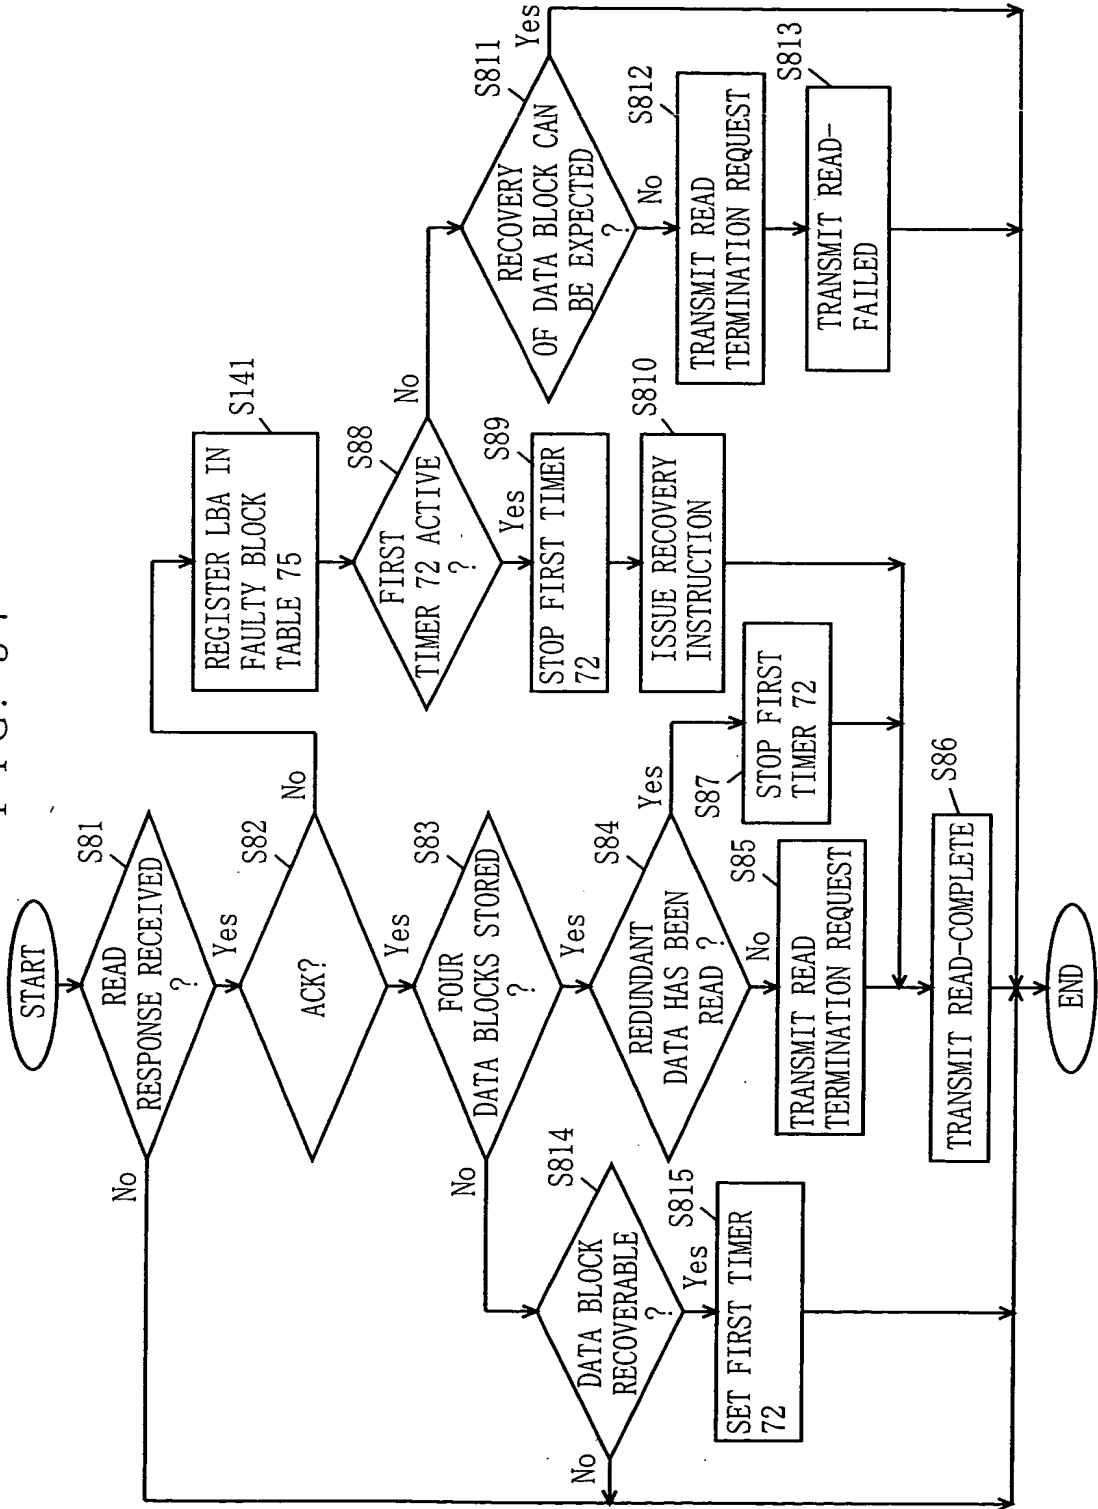 START
S81
READ
RESPONSE RECEIVED
?
No
Yes
S82
ACK?
No
Yes
S83
FOUR
DATA BLOCKS STORED
?
No
Yes
S84
REDUNDANT
DATA HAS BEEN
READ ?
Yes
No
S85
TRANSMIT READ
TERMINATION REQUEST
S86
TRANSMIT READ-COMPLETE
S87
STOP FIRST
TIMER 72
S141
REGISTER LBA IN
FAULTY BLOCK
TABLE 75
S88
FIRST
TIMER 72 ACTIVE
?
No
Yes
S89
STOP FIRST TIMER
72
S810
ISSUE RECOVERY
INSTRUCTION
S811
RECOVERY
OF DATA BLOCK CAN
BE EXPECTED
?
Yes
No
S812
TRANSMIT READ
TERMINATION REQUEST
S813
TRANSMIT READ-
FAILED
S814
DATA BLOCK
RECOVERABLE
?
No
Yes
S815
SET FIRST TIMER
72
END